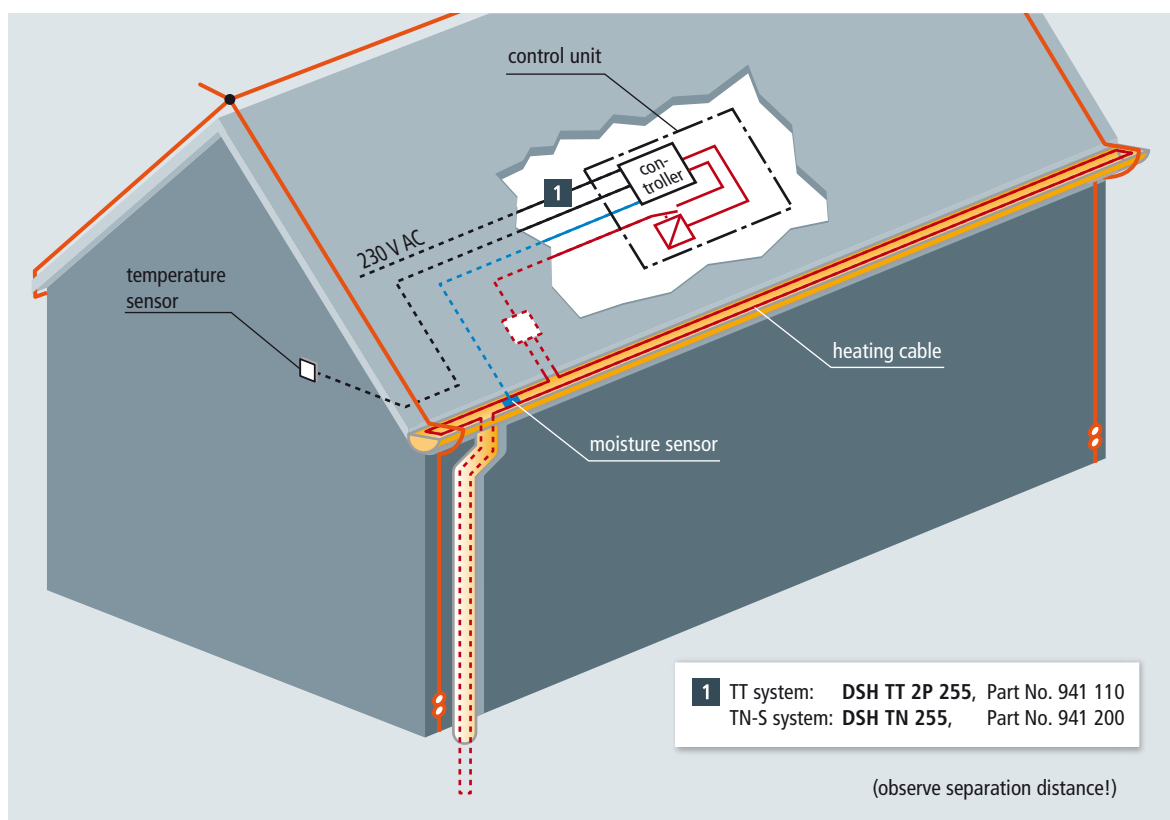 control unit
con-
troller
1
230 V AC
temperature
sensor
heating cable
moisture sensor
1 TT system: DSH TT 2P 255, Part No. 941 110
TN-S system: DSH TN 255, Part No. 941 200
(observe separation distance!)